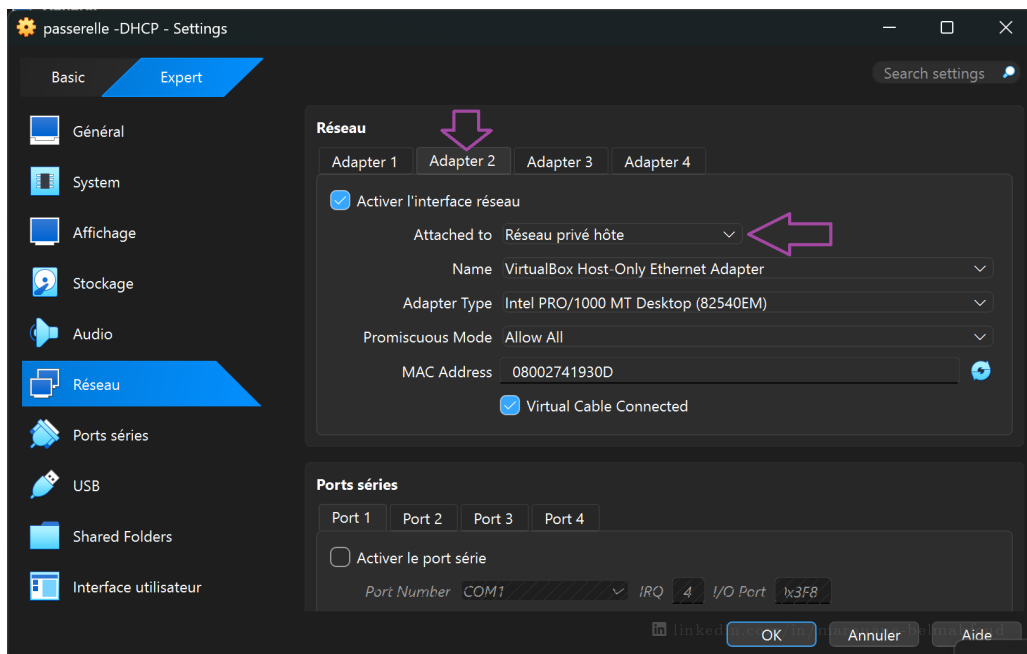 passerelle -DHCP - Settings
Basic
Expert
Search settings
Général
System
Affichage
Stockage
Audio
Réseau
Ports séries
USB
Shared Folders
Interface utilisateur
Réseau
Adapter 1 Adapter 2 Adapter 3 Adapter 4
Activer l'interface réseau
Attached to Réseau privé hôte
Name VirtualBox Host-Only Ethernet Adapter
Adapter Type Intel PRO/1000 MT Desktop (82540EM)
Promiscuous Mode Allow All
MAC Address 08002741930D
Virtual Cable Connected
Ports séries
Port 1 Port 2 Port 3 Port 4
Activer le port série
Port Number COM1 IRQ 4 I/O Port
OK Annuler Aide